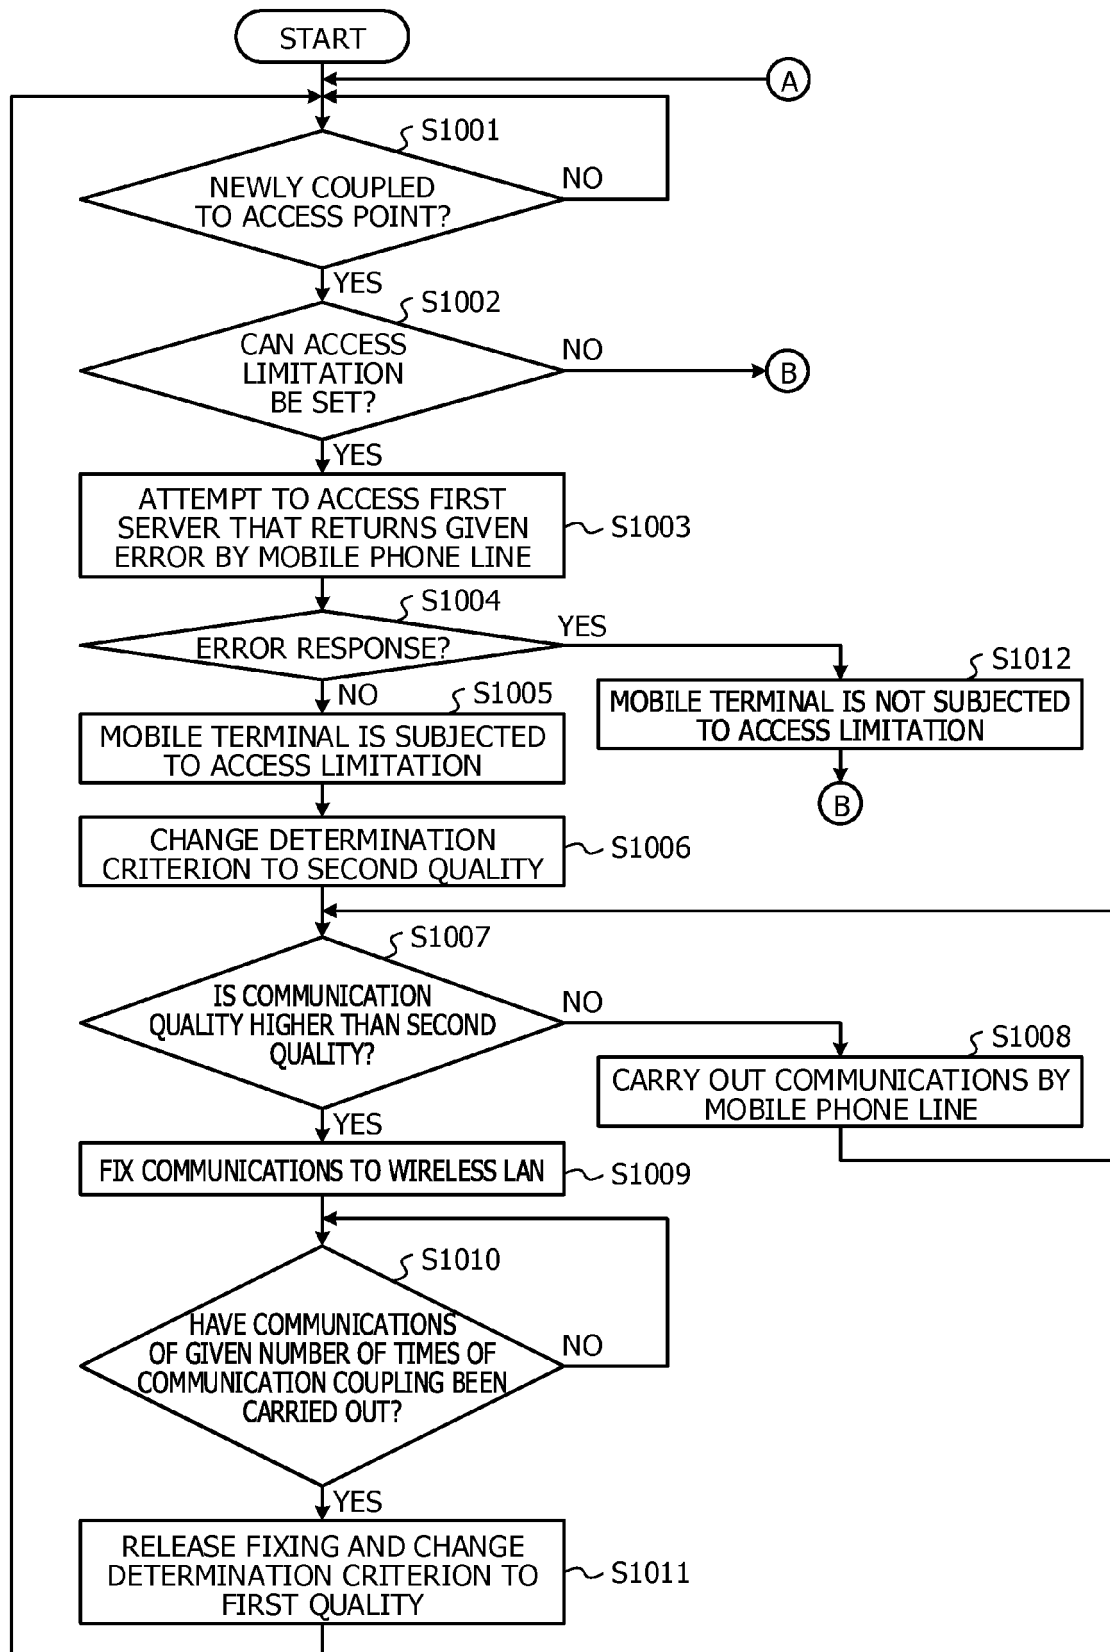 START
A
S1001
NEWLY COUPLED
TO ACCESS POINT?
NO
YES
S1002
CAN ACCESS
LIMITATION
BE SET?
NO
B
YES
ATTEMPT TO ACCESS FIRST
SERVER THAT RETURNS GIVEN
ERROR BY MOBILE PHONE LINE
S1003
S1004
ERROR RESPONSE?
YES
NO
S1012
MOBILE TERMINAL IS NOT SUBJECTED
TO ACCESS LIMITATION
B
S1005
MOBILE TERMINAL IS SUBJECTED
TO ACCESS LIMITATION
CHANGE DETERMINATION
CRITERION TO SECOND QUALITY
S1006
S1007
IS COMMUNICATION
QUALITY HIGHER THAN SECOND
QUALITY?
NO
S1008
CARRY OUT COMMUNICATIONS BY
MOBILE PHONE LINE
YES
FIX COMMUNICATIONS TO WIRELESS LAN
S1009
S1010
HAVE COMMUNICATIONS
OF GIVEN NUMBER OF TIMES OF
COMMUNICATION COUPLING BEEN
CARRIED OUT?
NO
YES
RELEASE FIXING AND CHANGE
DETERMINATION CRITERION TO
FIRST QUALITY
S1011